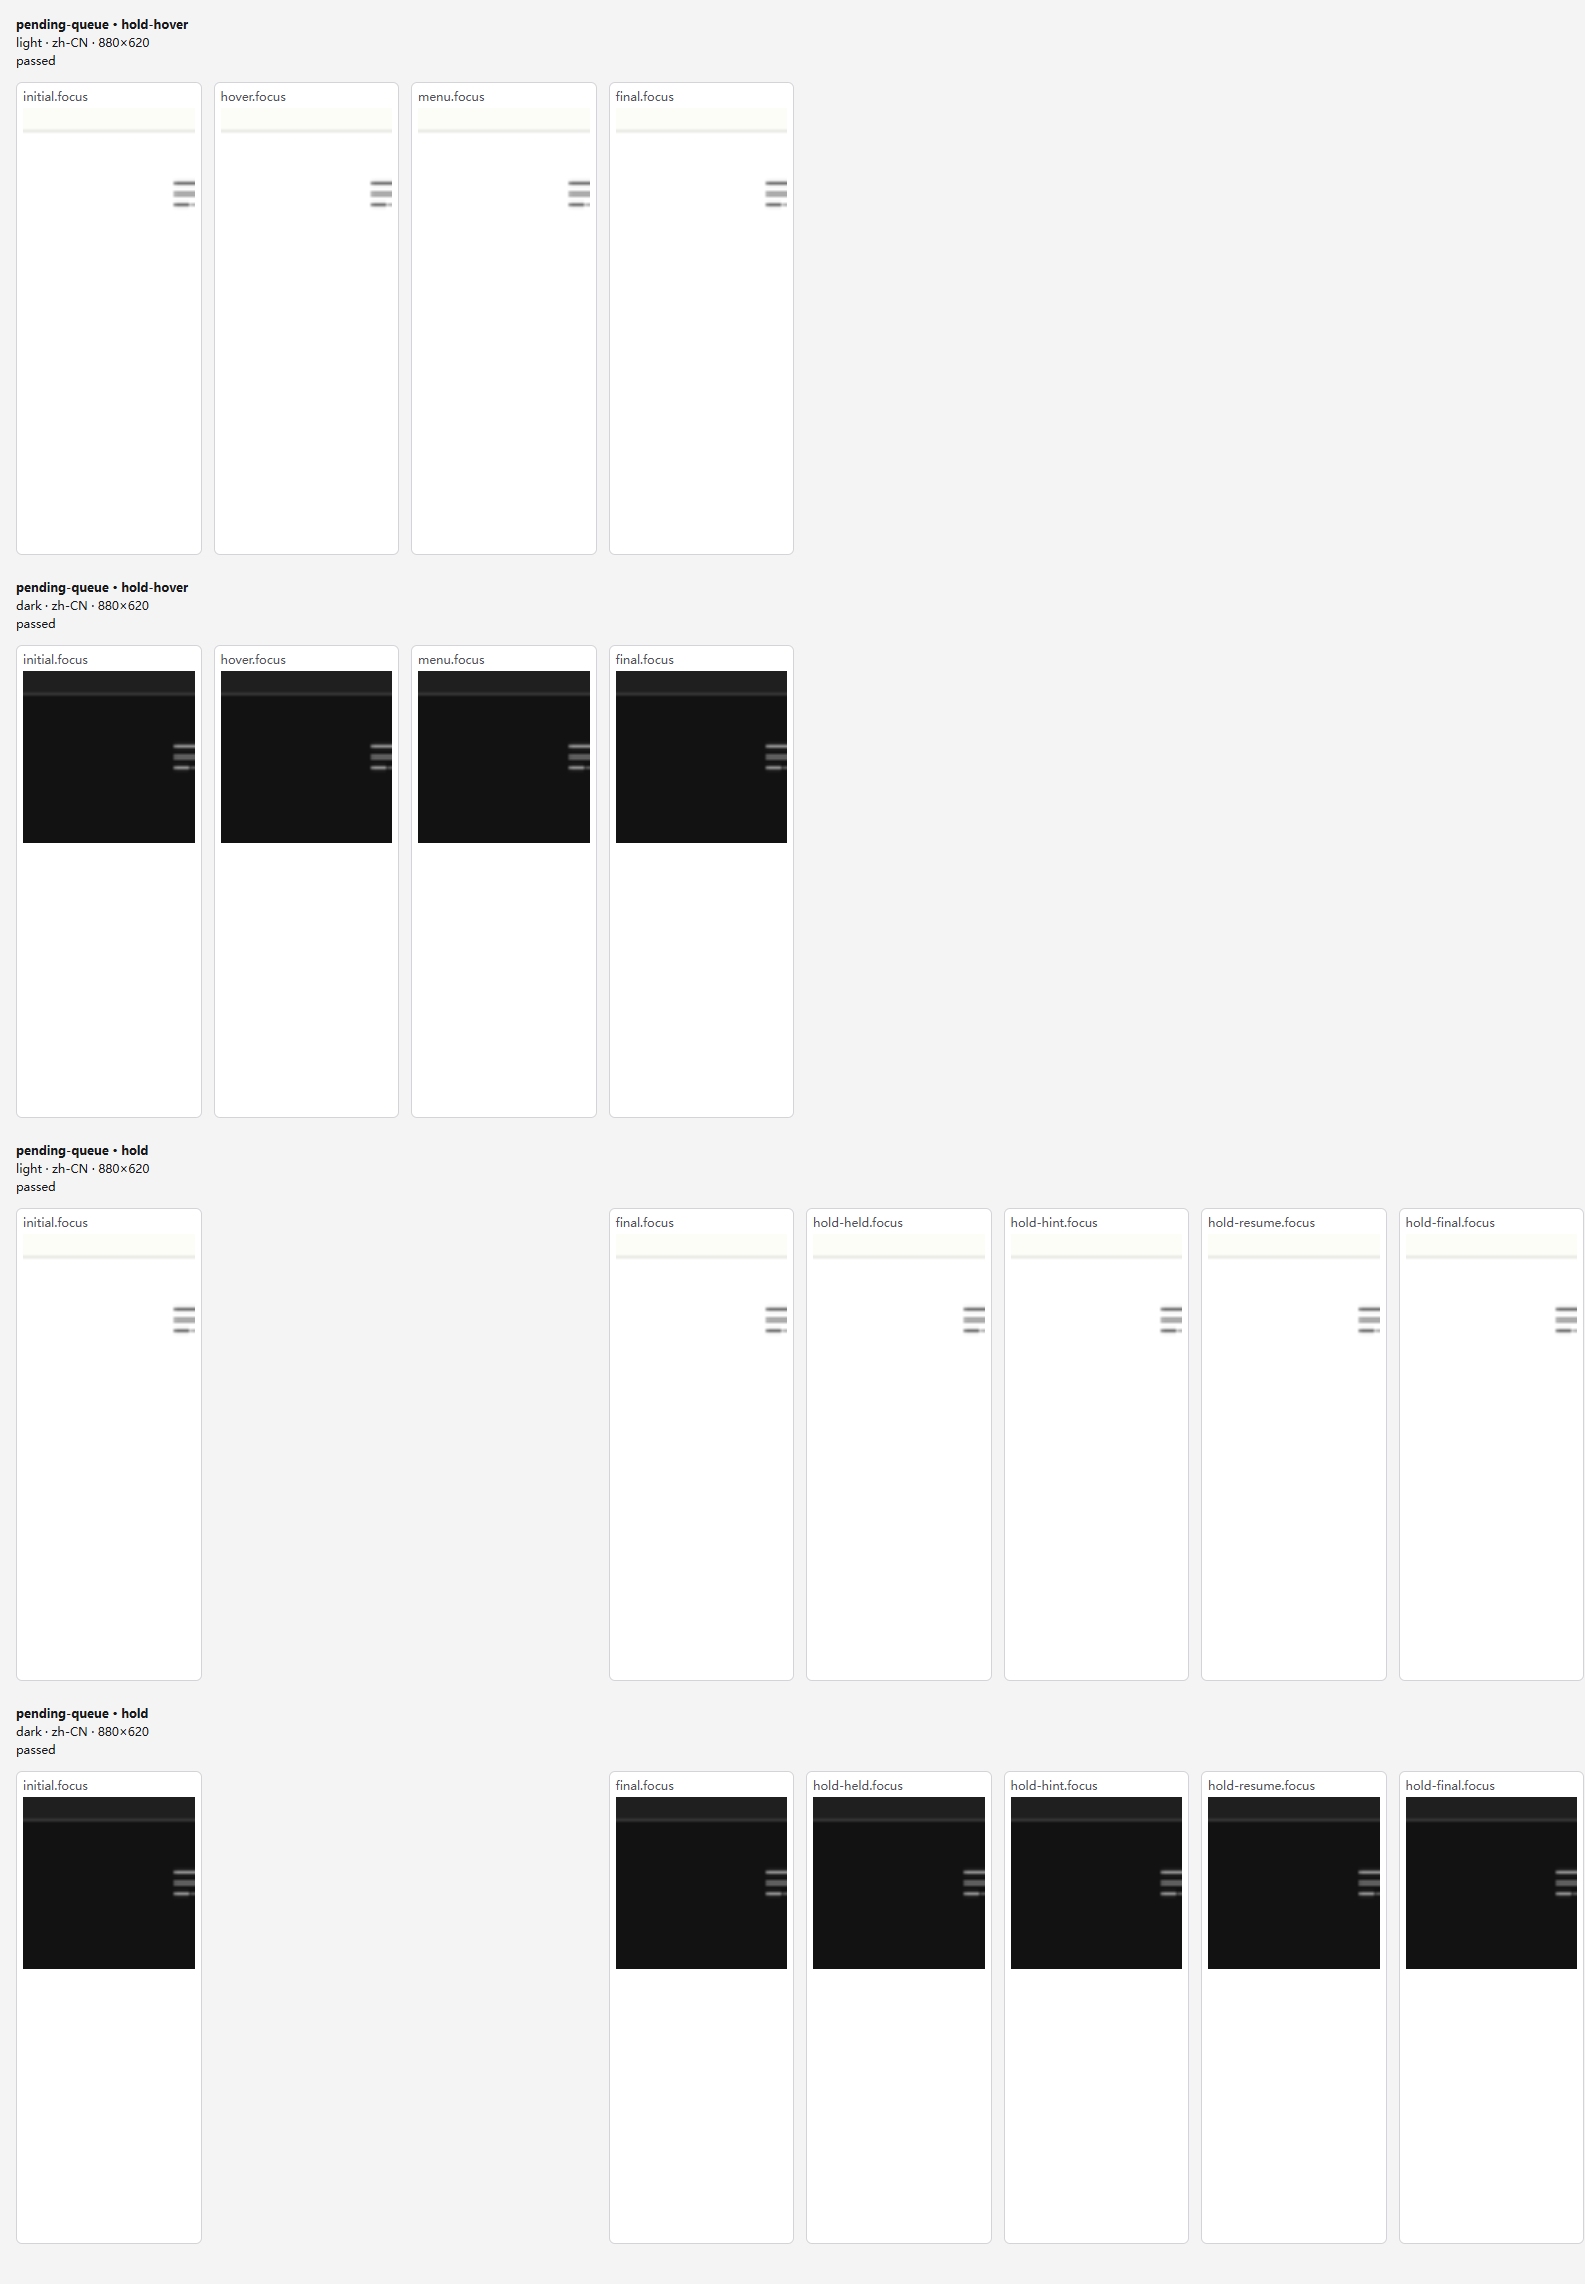 pending-queue • hold-hover
light · zh-CN · 880×620
passed
initial.focus
hover.focus
menu.focus
final.focus
pending-queue • hold-hover
dark · zh-CN · 880×620
passed
initial.focus
hover.focus
menu.focus
final.focus
pending-queue • hold
light · zh-CN · 880×620
passed
initial.focus
final.focus
hold-held.focus
hold-hint.focus
hold-resume.focus
hold-final.focus
pending-queue • hold
dark · zh-CN · 880×620
passed
initial.focus
final.focus
hold-held.focus
hold-hint.focus
hold-resume.focus
hold-final.focus